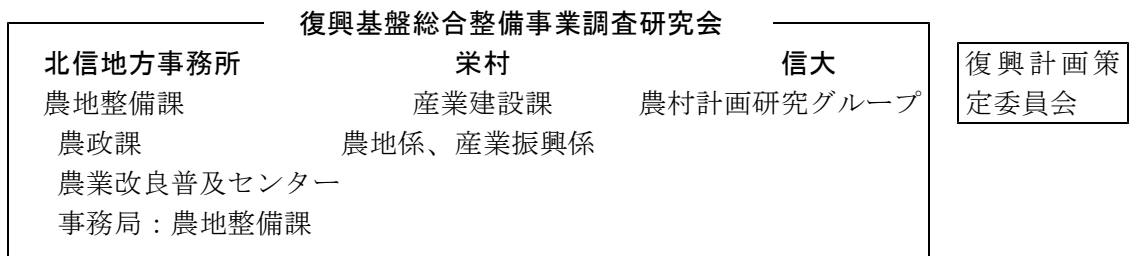 復興基盤総合整備事業調査研究会
北信地方事務所 栄村 信大
農地整備課 産業建設課 農村計画研究グループ
農政課 農地係、産業振興係
農業改良普及センター
事務局:農地整備課
復興計画策
定委員会